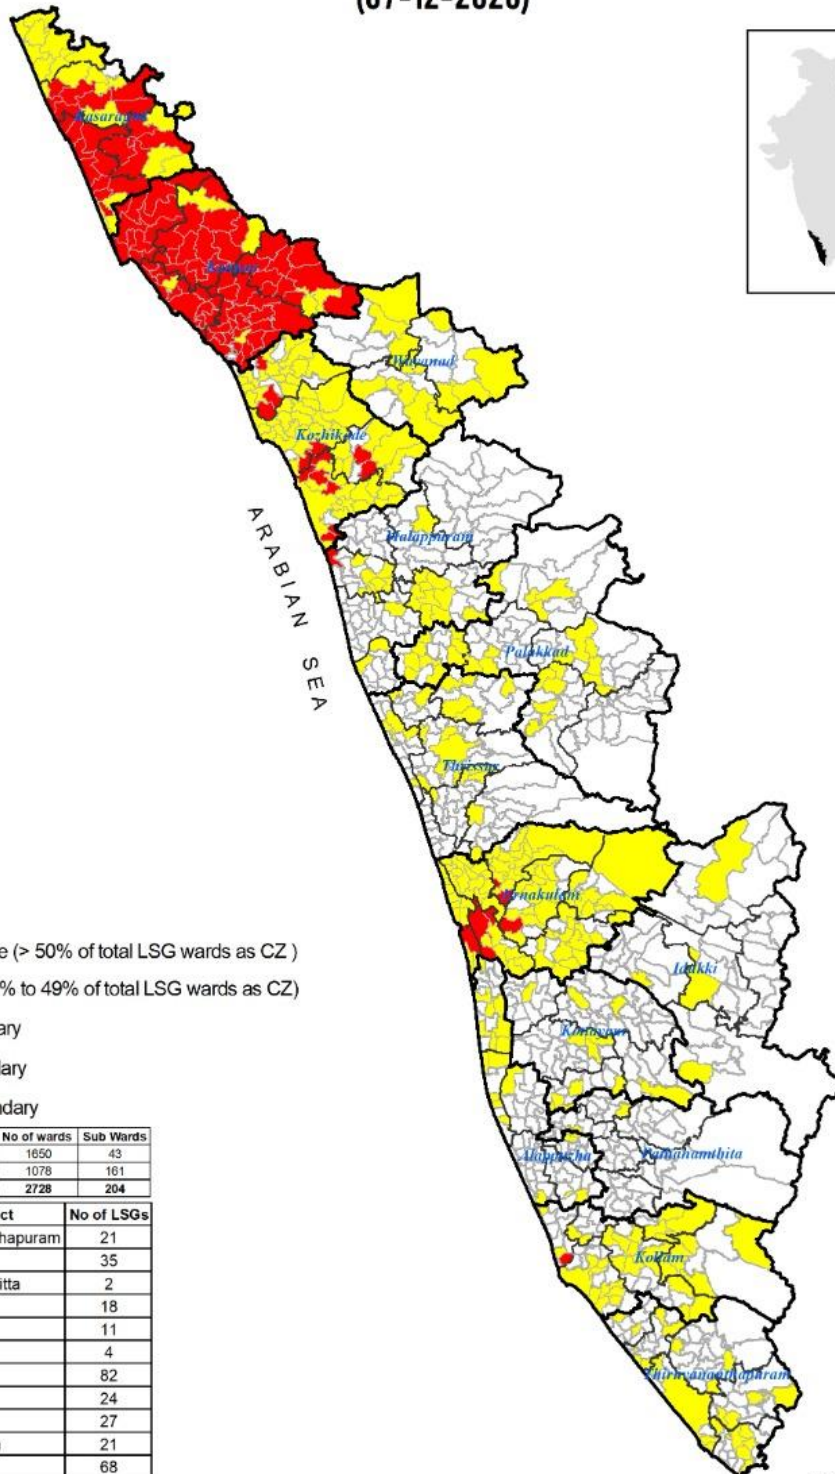 (07-12-2020)
Kasaragod
Kannur
Wayanad
Kozhikode
ARABIAN SEA
Malappuram
Palakkad
Thrissur
Ernakulam
Idukki
Kottayam
Alappuzha
Pathanamthita
Kollam
Thiruvananthapuram
e (> 50% of total LSG wards as CZ )
% to 49% of total LSG wards as CZ)
ary
dary
ndary
No of wards Sub Wards
1650 43
1078 161
2728 204
ct No of LSGs
hapuram 21
35
itta 2
18
11
4
82
24
27
21
68